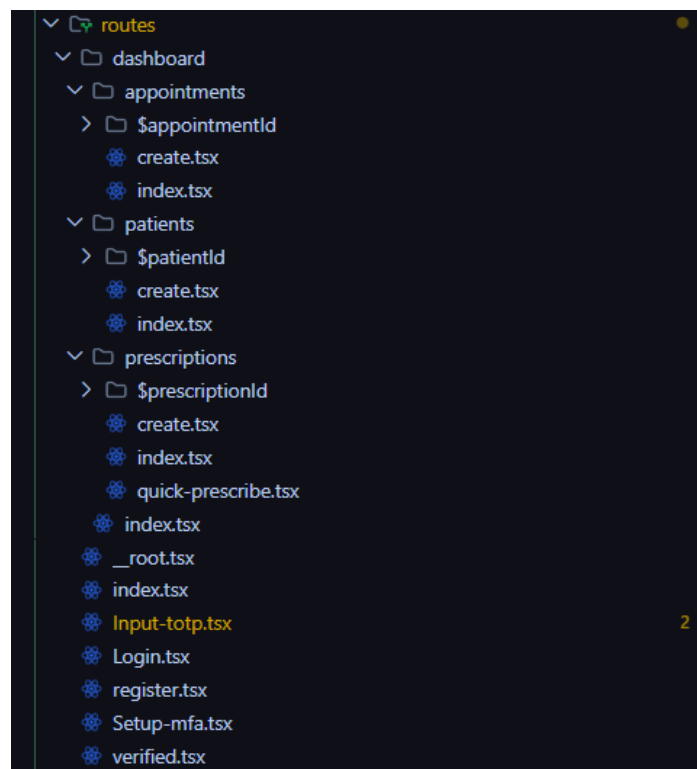 routes
dashboard
appointments
$appointmentId
create.tsx
index.tsx
patients
$patientId
create.tsx
index.tsx
prescriptions
$prescriptionId
create.tsx
index.tsx
quick-prescribe.tsx
index.tsx
__root.tsx
index.tsx
Input-totp.tsx 2
Login.tsx
register.tsx
Setup-mfa.tsx
verified.tsx